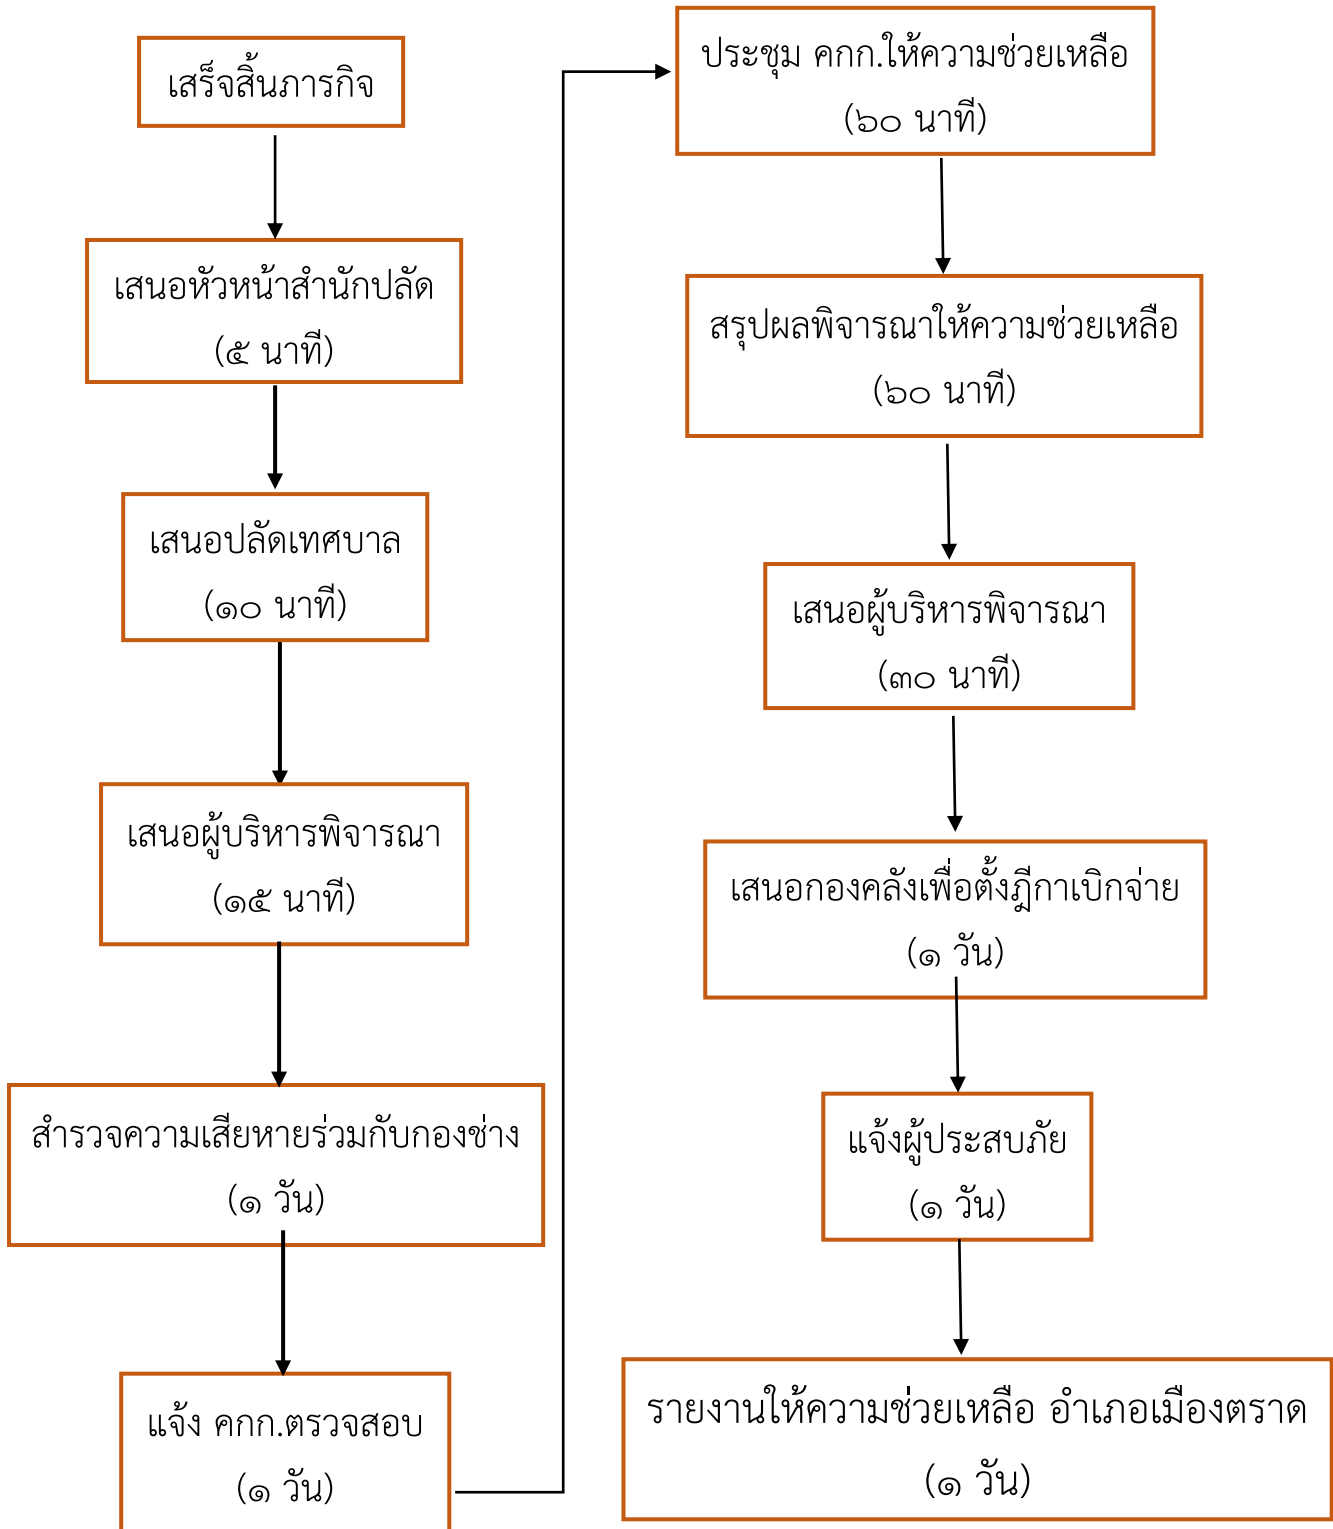 เสร็จสิ้นภารกิจ
เสนอหัวหน้าสำนักปลัด
(๕ นาที)
เสนอปลัดเทศบาล
(๑๐ นาที)
เสนอผู้บริหารพิจารณา
(๑๕ นาที)
สำรวจความเสียหายร่วมกับกองช่าง
(๑ วัน)
แจ้ง คกก.ตรวจสอบ
(๑ วัน)
ประชุม คกก.ให้ความช่วยเหลือ
(๖๐ นาที)
สรุปผลพิจารณาให้ความช่วยเหลือ
(๖๐ นาที)
เสนอผู้บริหารพิจารณา
(๓๐ นาที)
เสนอกองคลังเพื่อตั้งฎีกาเบิกจ่าย
(๑ วัน)
แจ้งผู้ประสบภัย
(๑ วัน)
รายงานให้ความช่วยเหลือ อำเภอเมืองตราด
(๑ วัน)